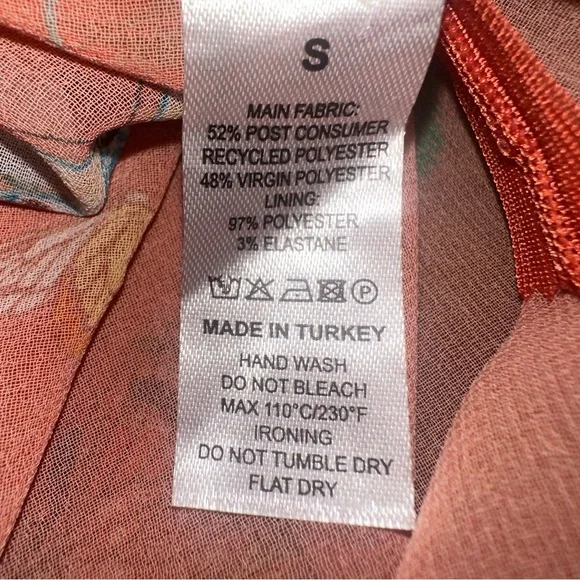 S
MAIN FABRIC:
52% POST CONSUMER
RECYCLED POLYESTER
48% VIRGIN POLYESTER
LINING:
97% POLYESTER
3% ELASTANE
P
MADE IN TURKEY
HAND WASH
DO NOT BLEACH
MAX 110°C/230°F
IRONING
DO NOT TUMBLE DRY
FLAT DRY